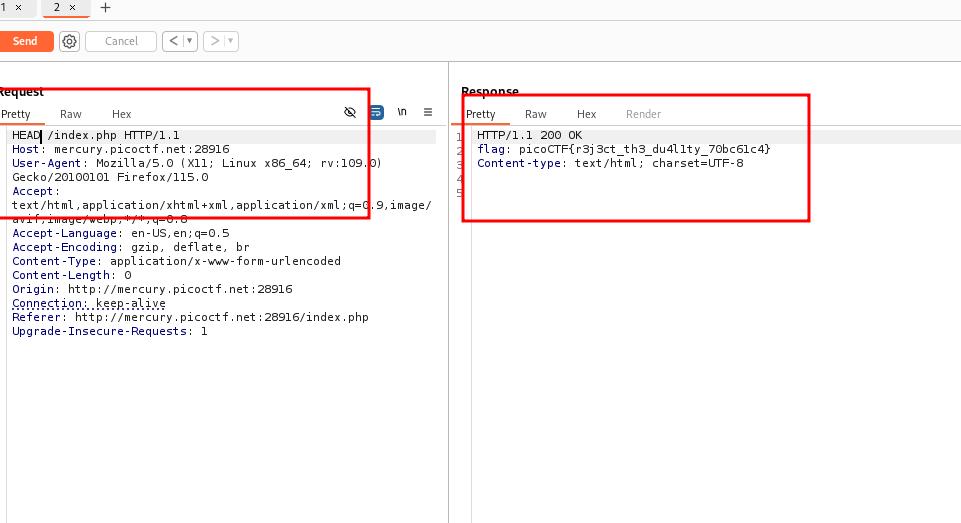 1 × 2 × +
Send Cancel < >
Request
Pretty Raw Hex \n
HEAD /index.php HTTP/1.1
Host: mercury.picoctf.net:28916
User-Agent: Mozilla/5.0 (X11; Linux x86_64; rv:109.0)
Gecko/20100101 Firefox/115.0
Accept:
text/html,application/xhtml+xml,application/xml;q=0.9,image/
avif,image/webp,*/*;q=0.8
Accept-Language: en-US,en;q=0.5
Accept-Encoding: gzip, deflate, br
Content-Type: application/x-www-form-urlencoded
Content-Length: 0
Origin: http://mercury.picoctf.net:28916
Connection: keep-alive
Referer: http://mercury.picoctf.net:28916/index.php
Upgrade-Insecure-Requests: 1
Response
Pretty Raw Hex Render
1 HTTP/1.1 200 OK
2 flag: picoCTF{r3j3ct_th3_du4l1ty_70bc61c4}
3 Content-type: text/html; charset=UTF-8
4
5